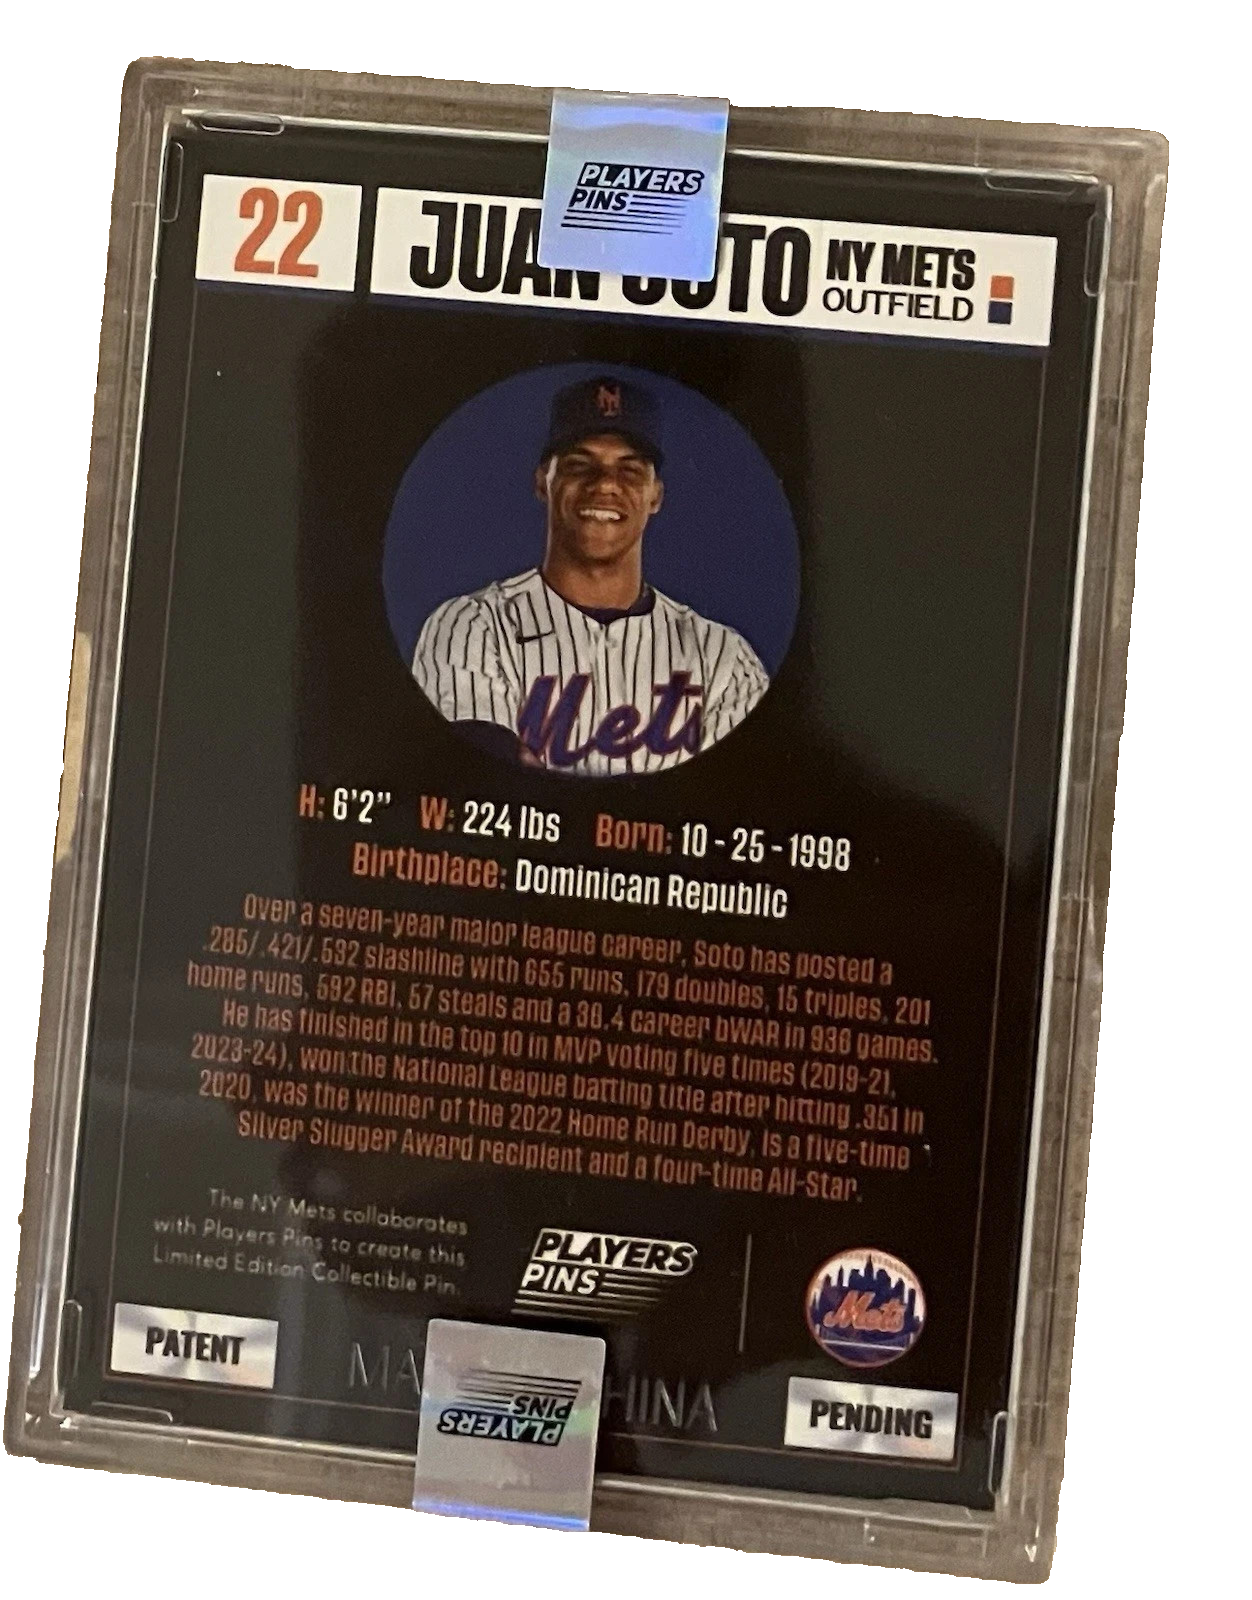 PLAYERS
PINS
22
JUAN SOTO
NY METS
OUTFIELD
NY
Mets
H: 6'2" W: 224 lbs Born: 10 - 25 - 1998
Birthplace: Dominican Republic
Over a seven-year major league career, Soto has posted a
.285/.421/.532 slashline with 655 runs, 179 doubles, 15 triples, 201
home runs, 592 RBI, 57 steals and a 36.4 career bWAR in 936 games.
He has finished in the top 10 in MVP voting five times (2019-21,
2023-24), won the National League batting title after hitting .351 in
2020, was the winner of the 2022 Home Run Derby, is a five-time
Silver Slugger Award recipient and a four-time All-Star.
The NY Mets collaborates
with Players Pins to create this
Limited Edition Collectible Pin.
PLAYERS
PINS
Mets
PATENT
MA HINA
PENDING
PLAYERS
PINS